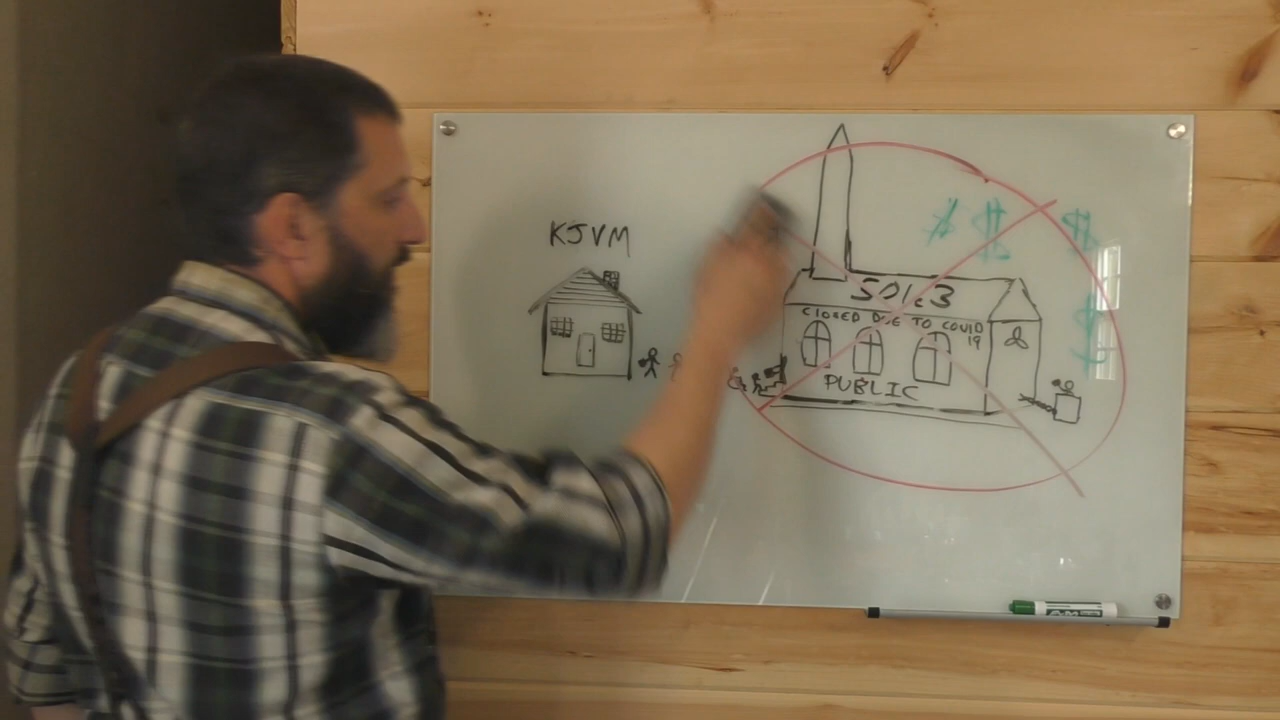 KJVM
$ $ $
501c3
CLOSED DUE TO COVID
19
$
PUBLIC